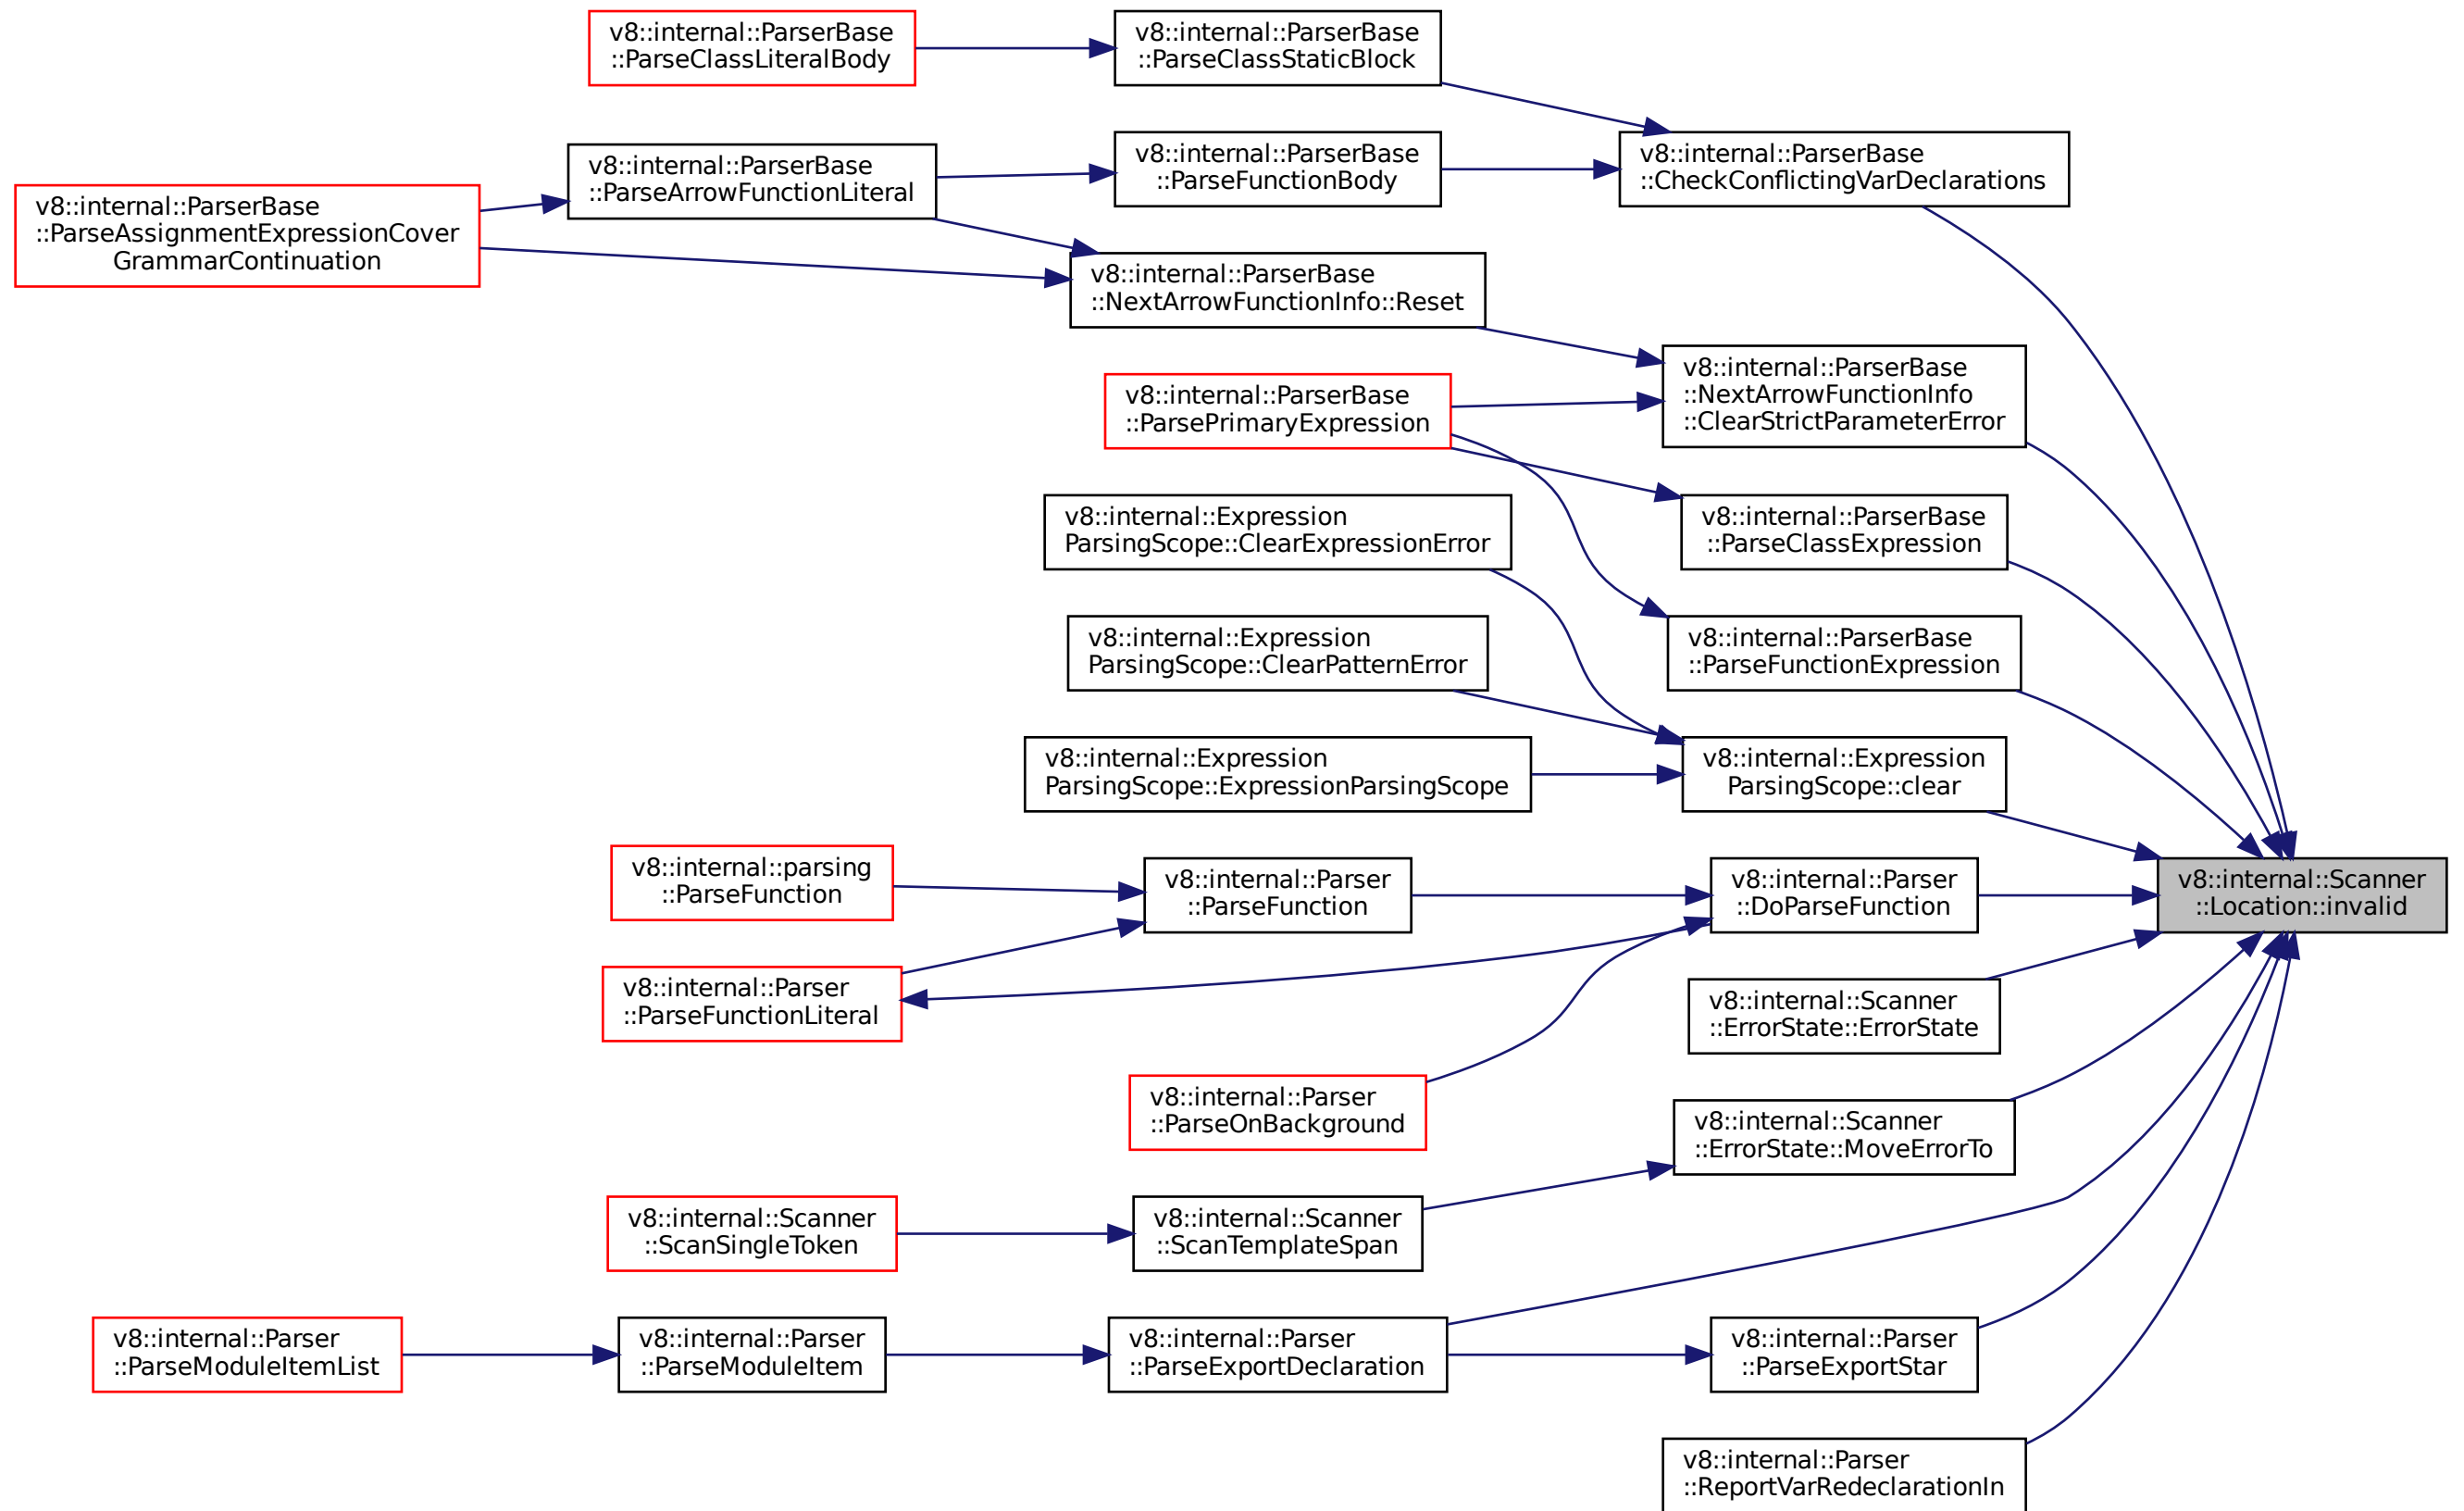 v8::internal::ParserBase
::ParseClassLiteralBody
v8::internal::ParserBase
::ParseClassStaticBlock
v8::internal::ParserBase
::CheckConflictingVarDeclarations
v8::internal::ParserBase
::ParseFunctionBody
v8::internal::ParserBase
::ParseArrowFunctionLiteral
v8::internal::ParserBase
::ParseAssignmentExpressionCover
GrammarContinuation
v8::internal::ParserBase
::NextArrowFunctionInfo::Reset
v8::internal::ParserBase
::NextArrowFunctionInfo
::ClearStrictParameterError
v8::internal::ParserBase
::ParsePrimaryExpression
v8::internal::Expression
ParsingScope::ClearExpressionError
v8::internal::ParserBase
::ParseClassExpression
v8::internal::Expression
ParsingScope::ClearPatternError
v8::internal::ParserBase
::ParseFunctionExpression
v8::internal::Expression
ParsingScope::ExpressionParsingScope
v8::internal::Expression
ParsingScope::clear
v8::internal::parsing
::ParseFunction
v8::internal::Parser
::ParseFunction
v8::internal::Parser
::DoParseFunction
v8::internal::Scanner
::Location::invalid
v8::internal::Parser
::ParseFunctionLiteral
v8::internal::Scanner
::ErrorState::ErrorState
v8::internal::Parser
::ParseOnBackground
v8::internal::Scanner
::ErrorState::MoveErrorTo
v8::internal::Scanner
::ScanSingleToken
v8::internal::Scanner
::ScanTemplateSpan
v8::internal::Parser
::ParseModuleItemList
v8::internal::Parser
::ParseModuleItem
v8::internal::Parser
::ParseExportDeclaration
v8::internal::Parser
::ParseExportStar
v8::internal::Parser
::ReportVarRedeclarationIn